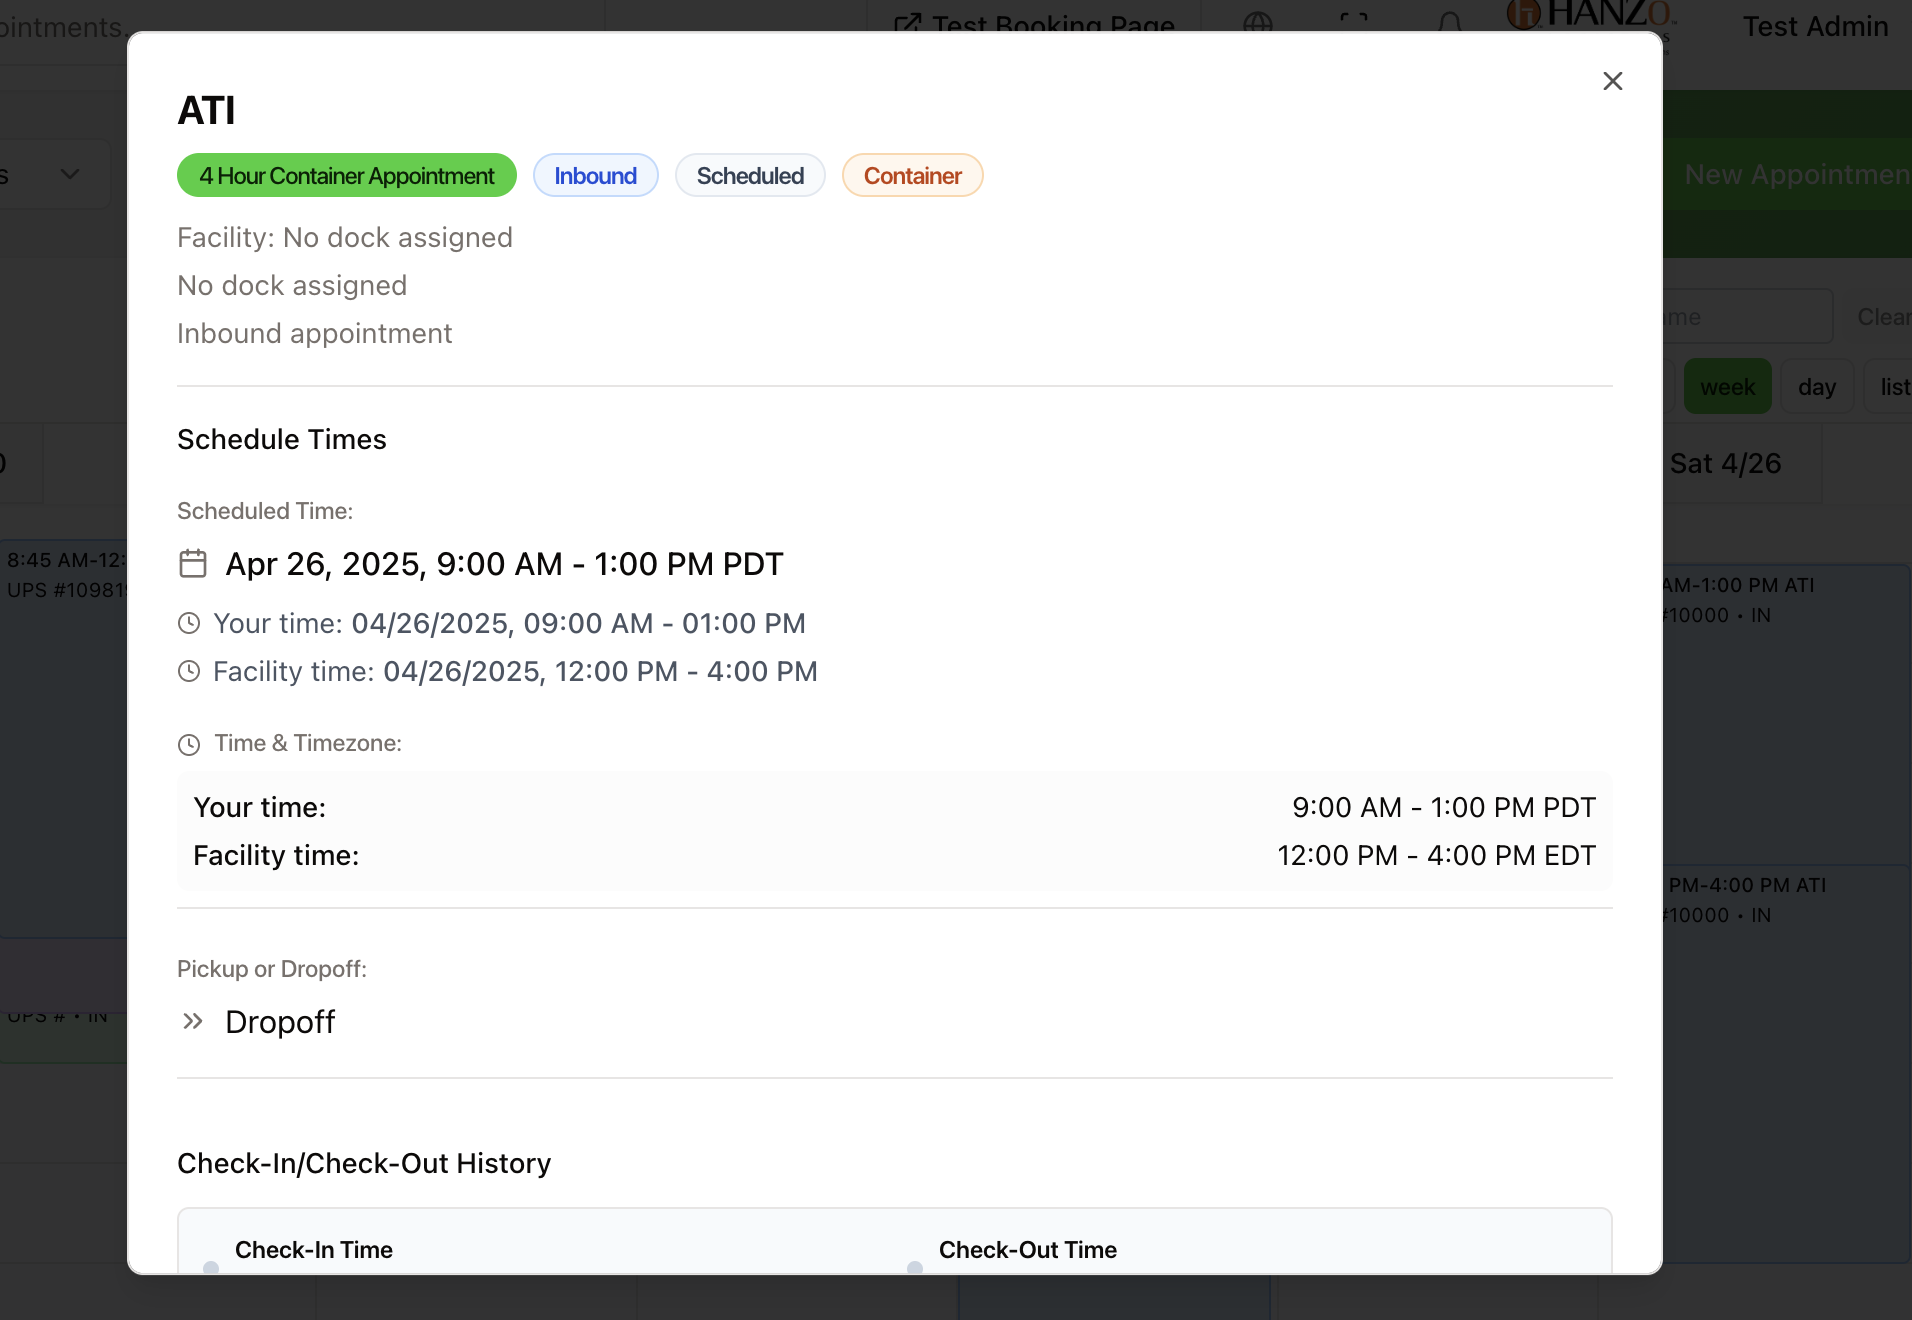 Test Booking Page
HANZO
Test Admin
ATI
4 Hour Container Appointment
Inbound
Scheduled
Container
New Appointmen
Facility: No dock assigned
No dock assigned
Inbound appointment
Clear
week
day
list
Schedule Times
Sat 4/26
Scheduled Time:
Apr 26, 2025, 9:00 AM - 1:00 PM PDT
8:45 AM-12:
UPS #10981
AM-1:00 PM ATI
#10000 • IN
Your time: 04/26/2025, 09:00 AM - 01:00 PM
Facility time: 04/26/2025, 12:00 PM - 4:00 PM
Time & Timezone:
Your time:
9:00 AM - 1:00 PM PDT
Facility time:
12:00 PM - 4:00 PM EDT
PM-4:00 PM ATI
#10000 • IN
Pickup or Dropoff:
Dropoff
UPS # • IN
Check-In/Check-Out History
Check-In Time
Check-Out Time